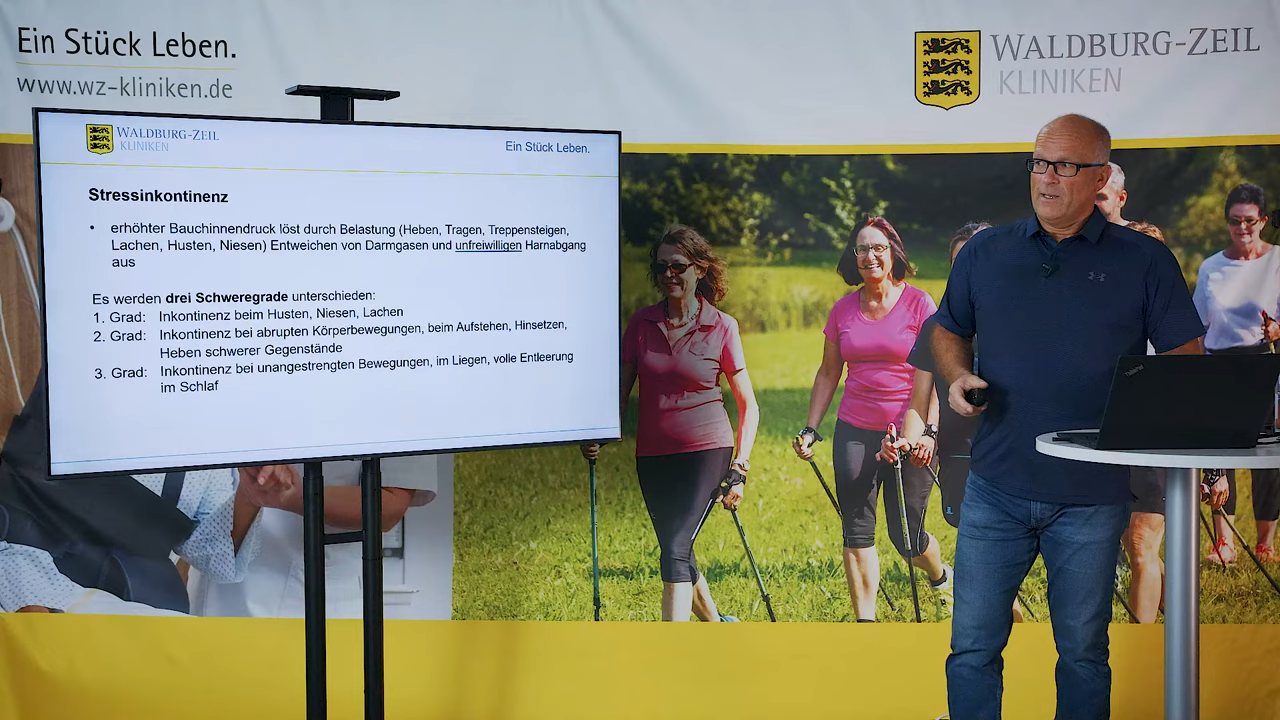 Ein Stück Leben.
www.wz-kliniken.de
WALDBURG-ZEIL
KLINIKEN
WALDBURG-ZEIL
KLINIKEN
Ein Stück Leben.
Stressinkontinenz
• erhöhter Bauchinnendruck löst durch Belastung (Heben, Tragen, Treppensteigen,
Lachen, Husten, Niesen) Entweichen von Darmgasen und unfreiwilligen Harnabgang
aus
Es werden drei Schweregrade unterschieden:
1. Grad: Inkontinenz beim Husten, Niesen, Lachen
2. Grad: Inkontinenz bei abrupten Körperbewegungen, beim Aufstehen, Hinsetzen,
Heben schwerer Gegenstände
3. Grad: Inkontinenz bei unangestrengten Bewegungen, im Liegen, volle Entleerung
im Schlaf
ThinkPad